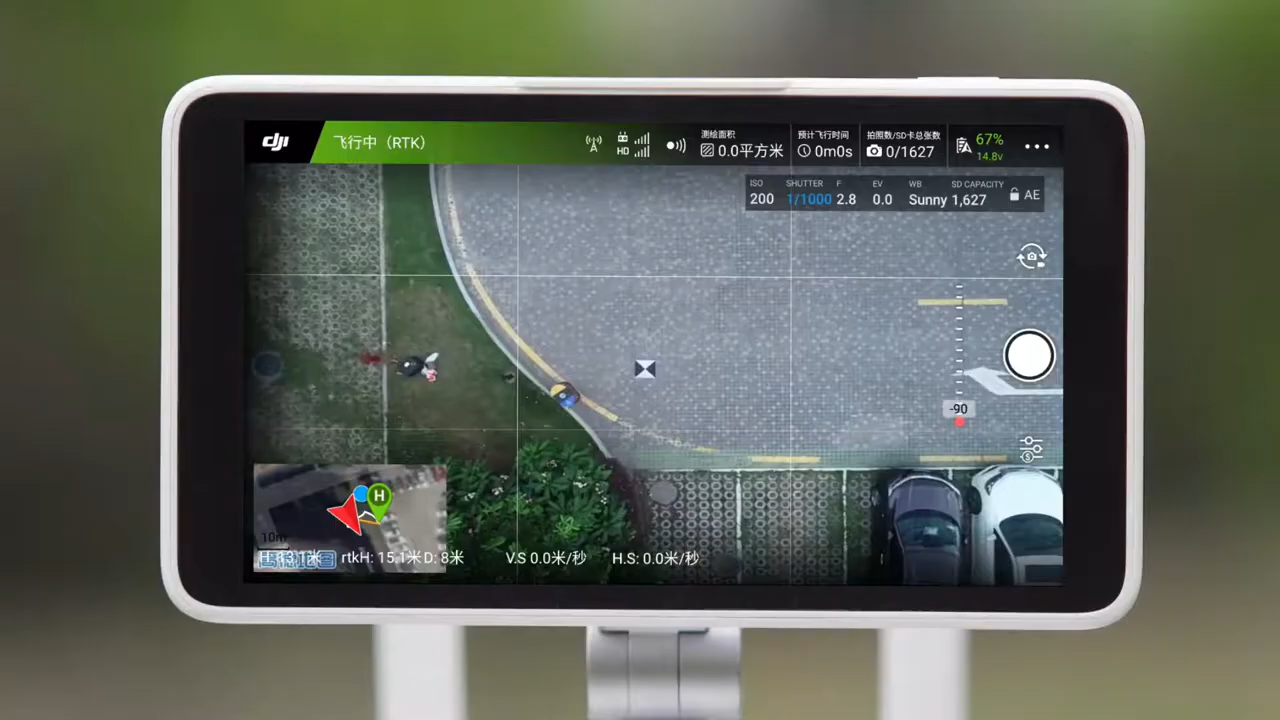 dji
飞行中（RTK）
HD
测绘面积
0.0平方米
预计飞行时间
0m0s
拍照数/SD卡总张数
0/1627
67%
14.8v
ISO
200
SHUTTER
1/1000
F
2.8
EV
0.0
WB
Sunny
SD CAPACITY
1,627
AE
-90
S
H
10m
rtkH: 15.1米 D: 8米
V.S 0.0米/秒
H.S: 0.0米/秒